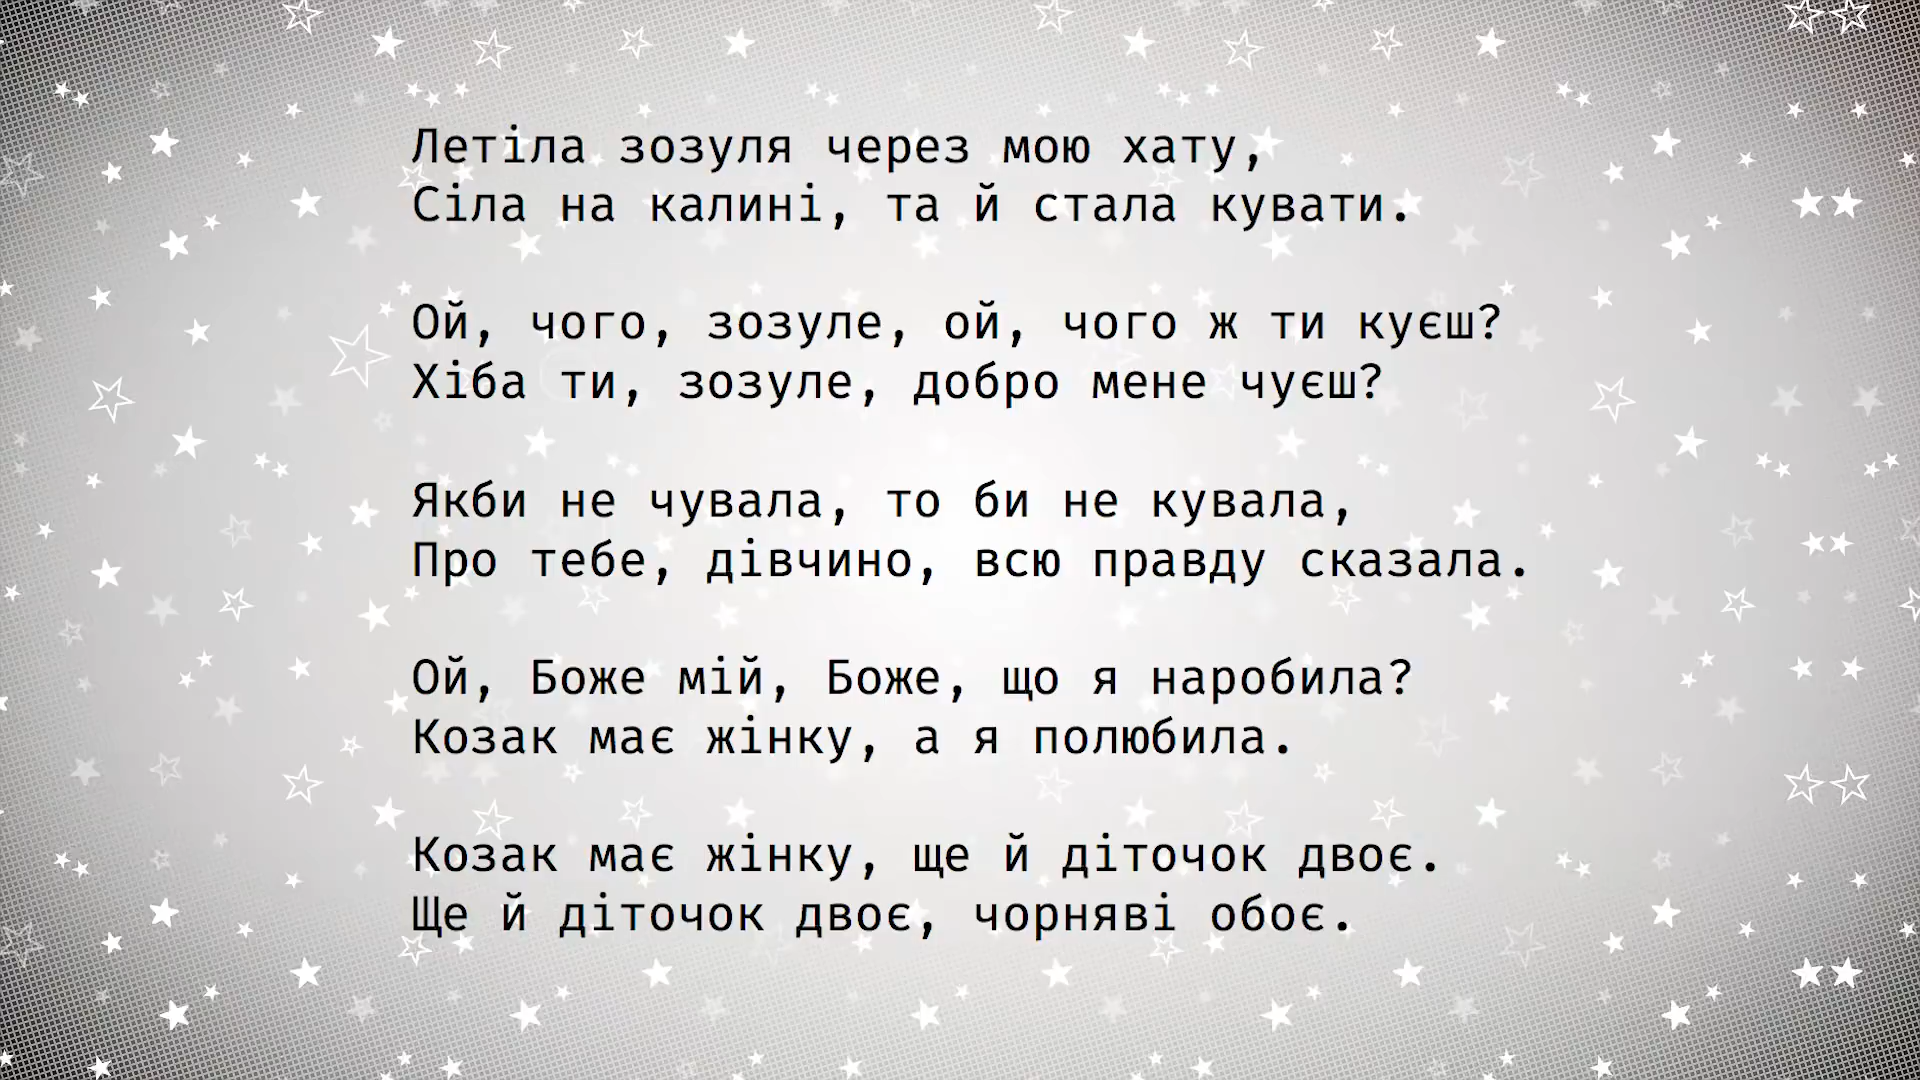 Летіла зозуля через мою хату,
Сіла на калині, та й стала кувати.
Ой, чого, зозуле, ой, чого ж ти куєш?
Хіба ти, зозуле, добро мене чуєш?
Якби не чувала, то би не кувала,
Про тебе, дівчино, всю правду сказала.
Ой, Боже мій, Боже, що я наробила?
Козак має жінку, а я полюбила.
Козак має жінку, ще й діточок двоє.
Ще й діточок двоє, чорняві обоє.